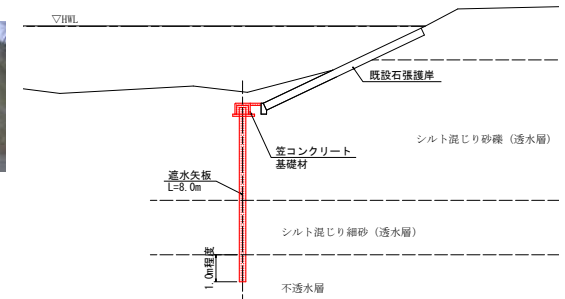 ▽HWL
既設石張護岸
シルト混じり砂礫（透水層）
笠コンクリート
基礎材
遮水矢板
L=8.0m
シルト混じり細砂（透水層）
1.0m程度
不透水層